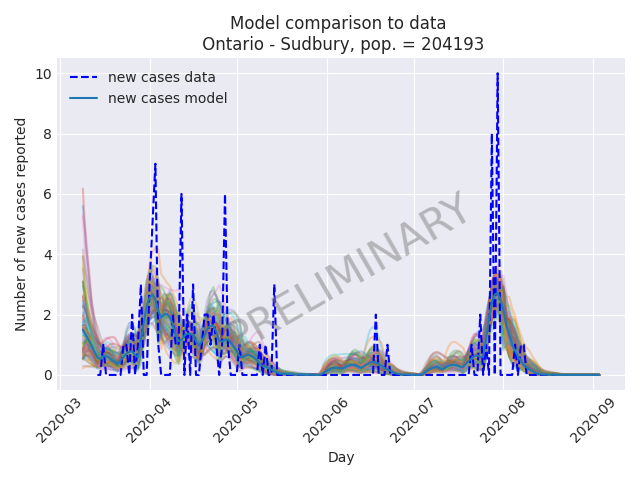 Model comparison to data
Ontario - Sudbury, pop. = 204193
new cases data
new cases model
PRELIMINARY
Number of new cases reported
10
8
6
4
2
0
2020-03
2020-04
2020-05
2020-06
2020-07
2020-08
2020-09
Day